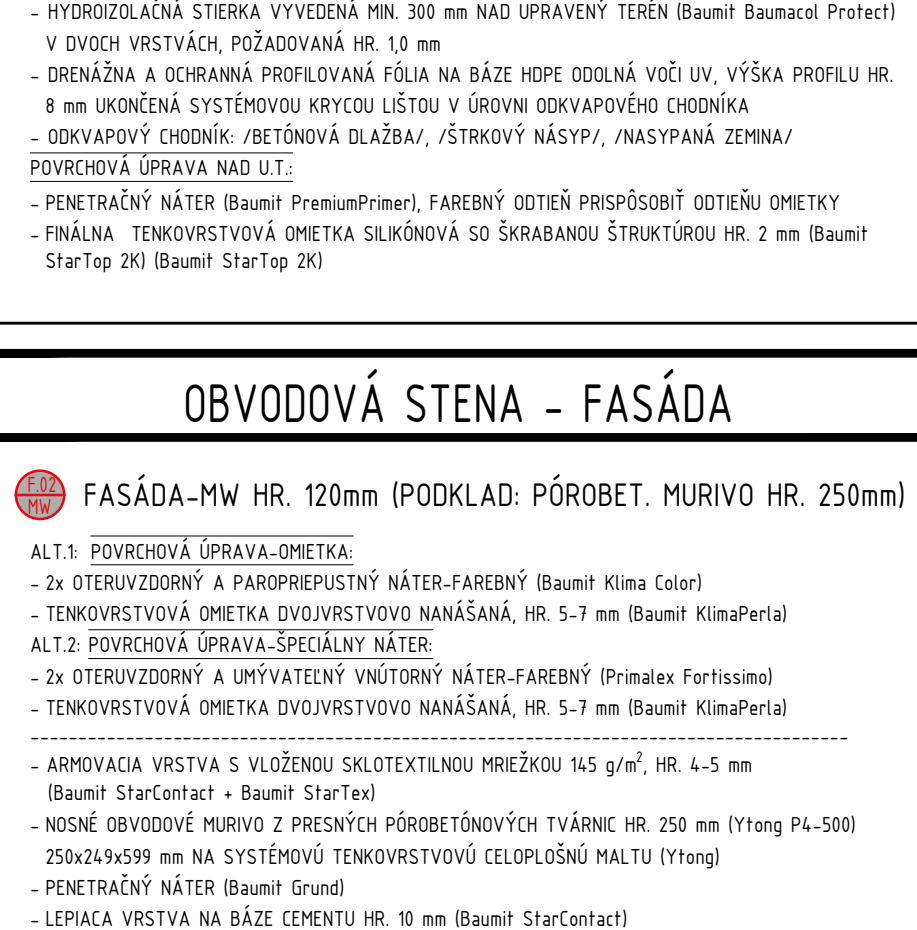 - HYDROIZOLAČNÁ STIERKA VYVEDENÁ MIN. 300 mm NAD UPRAVENÝ TERÉN (Baumit Baumacol Protect)
V DVOCH VRSTVÁCH, POŽADOVANÁ HR. 1,0 mm
- DRENÁŽNA A OCHRANNÁ PROFILOVANÁ FÓLIA NA BÁZE HDPE ODOLNÁ VOČI UV, VÝŠKA PROFILU HR.
8 mm UKONČENÁ SYSTÉMOVOU KRYCOU LIŠTOU V ÚROVNI ODKVAPOVÉHO CHODNÍKA
- ODKVAPOVÝ CHODNÍK: /BETÓNOVÁ DLAŽBA/, /ŠTRKOVÝ NÁSYP/, /NASYPANÁ ZEMINA/
POVRCHOVÁ ÚPRAVA NAD U.T.:
- PENETRAČNÝ NÁTER (Baumit PremiumPrimer), FAREBNÝ ODTIEŇ PRISPÔSOBIŤ ODTIEŇU OMIETKY
- FINÁLNA TENKOVRSTVOVÁ OMIETKA SILIKÓNOVÁ SO ŠKRABANOU ŠTRUKTÚROU HR. 2 mm (Baumit
StarTop 2K) (Baumit StarTop 2K)
OBVODOVÁ STENA - FASÁDA
F.02
MW
FASÁDA-MW HR. 120mm (PODKLAD: PÓROBET. MURIVO HR. 250mm)
ALT.1: POVRCHOVÁ ÚPRAVA-OMIETKA:
- 2x OTERUVZDORNÝ A PAROPRIEPUSTNÝ NÁTER-FAREBNÝ (Baumit Klima Color)
- TENKOVRSTVOVÁ OMIETKA DVOJVRSTVOVO NANÁŠANÁ, HR. 5-7 mm (Baumit KlimaPerla)
ALT.2: POVRCHOVÁ ÚPRAVA-ŠPECIÁLNY NÁTER:
- 2x OTERUVZDORNÝ A UMÝVATEĽNÝ VNÚTORNÝ NÁTER-FAREBNÝ (Primalex Fortissimo)
- TENKOVRSTVOVÁ OMIETKA DVOJVRSTVOVO NANÁŠANÁ, HR. 5-7 mm (Baumit KlimaPerla)
- ARMOVACIA VRSTVA S VLOŽENOU SKLOTEXTILNOU MRIEŽKOU 145 g/m², HR. 4-5 mm
(Baumit StarContact + Baumit StarTex)
- NOSNÉ OBVODOVÉ MURIVO Z PRESNÝCH PÓROBETÓNOVÝCH TVÁRNIC HR. 250 mm (Ytong P4-500)
250x249x599 mm NA SYSTÉMOVÚ TENKOVRSTVOVÚ CELOPLOŠNÚ MALTU (Ytong)
- PENETRAČNÝ NÁTER (Baumit Grund)
- LEPIACA VRSTVA NA BÁZE CEMENTU HR. 10 mm (Baumit StarContact)